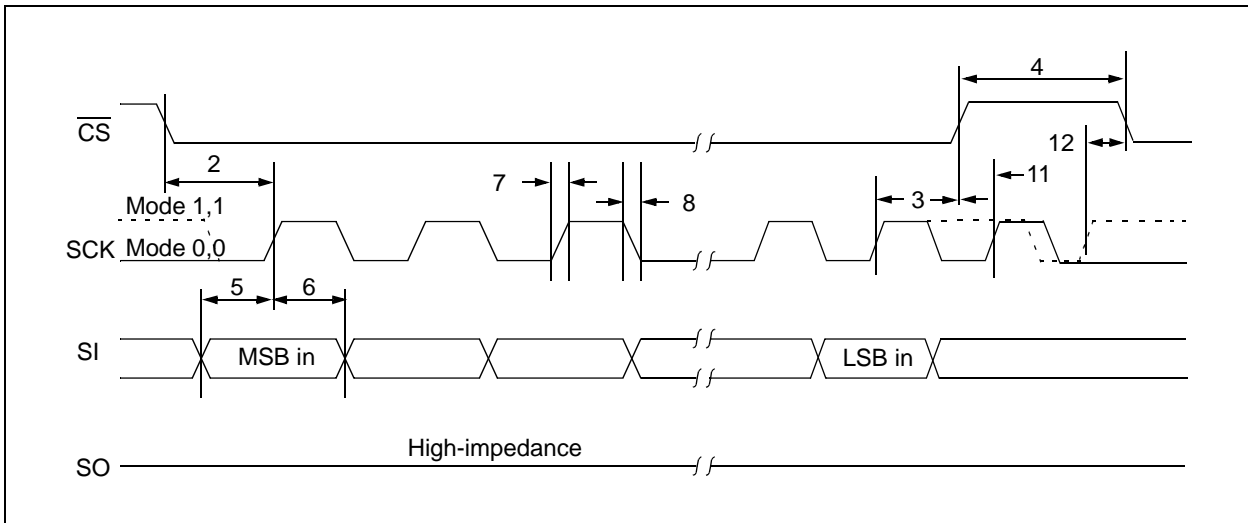 4
CS
12
2
7
8
3
11
Mode 1,1
SCK Mode 0,0
5
6
SI
MSB in
LSB in
High-impedance
SO